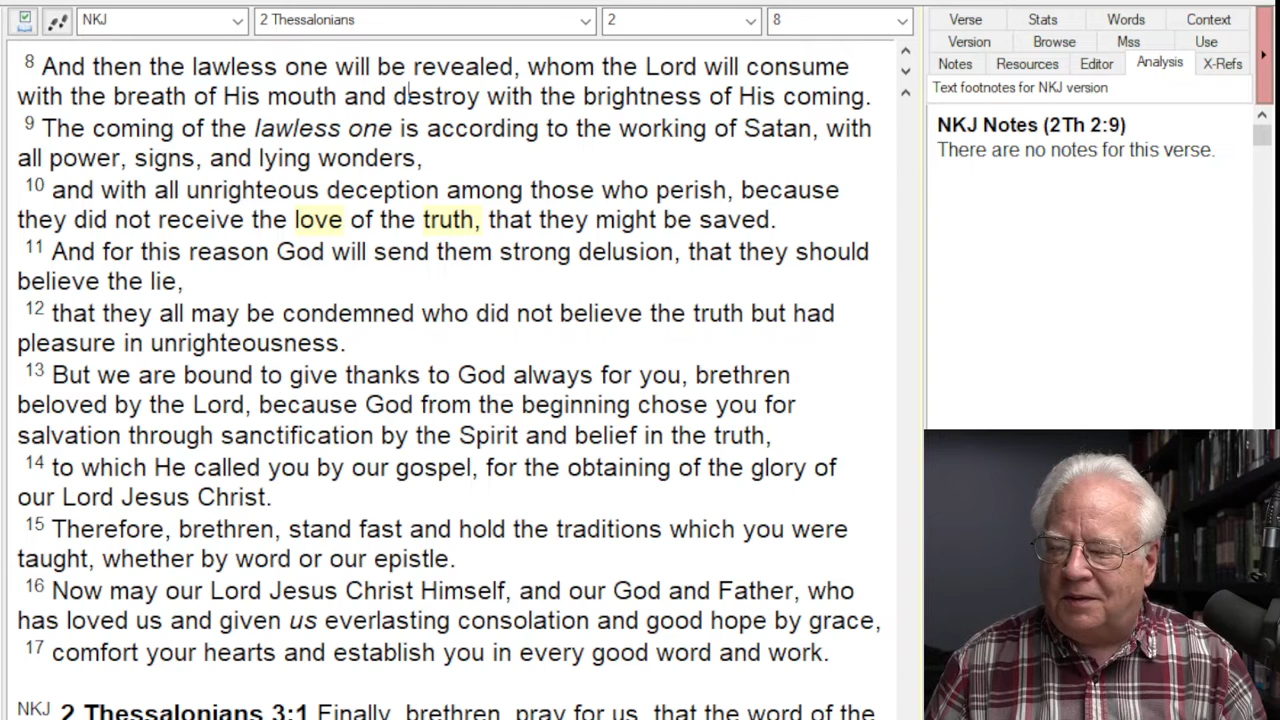 NKJ 2 Thessalonians 2 8
8 And then the lawless one will be revealed, whom the Lord will consume
with the breath of His mouth and destroy with the brightness of His coming.
9 The coming of the lawless one is according to the working of Satan, with
all power, signs, and lying wonders,
10 and with all unrighteous deception among those who perish, because
they did not receive the love of the truth, that they might be saved.
11 And for this reason God will send them strong delusion, that they should
believe the lie,
12 that they all may be condemned who did not believe the truth but had
pleasure in unrighteousness.
13 But we are bound to give thanks to God always for you, brethren
beloved by the Lord, because God from the beginning chose you for
salvation through sanctification by the Spirit and belief in the truth,
14 to which He called you by our gospel, for the obtaining of the glory of
our Lord Jesus Christ.
15 Therefore, brethren, stand fast and hold the traditions which you were
taught, whether by word or our epistle.
16 Now may our Lord Jesus Christ Himself, and our God and Father, who
has loved us and given us everlasting consolation and good hope by grace,
17 comfort your hearts and establish you in every good word and work.
NKJ 2 Thessalonians 3:1 Finally, brethren, pray for us, that the word of the
Verse Stats Words Context
Version Browse Mss Use
Notes Resources Editor Analysis X-Refs
Text footnotes for NKJ version
NKJ Notes (2Th 2:9)
There are no notes for this verse.